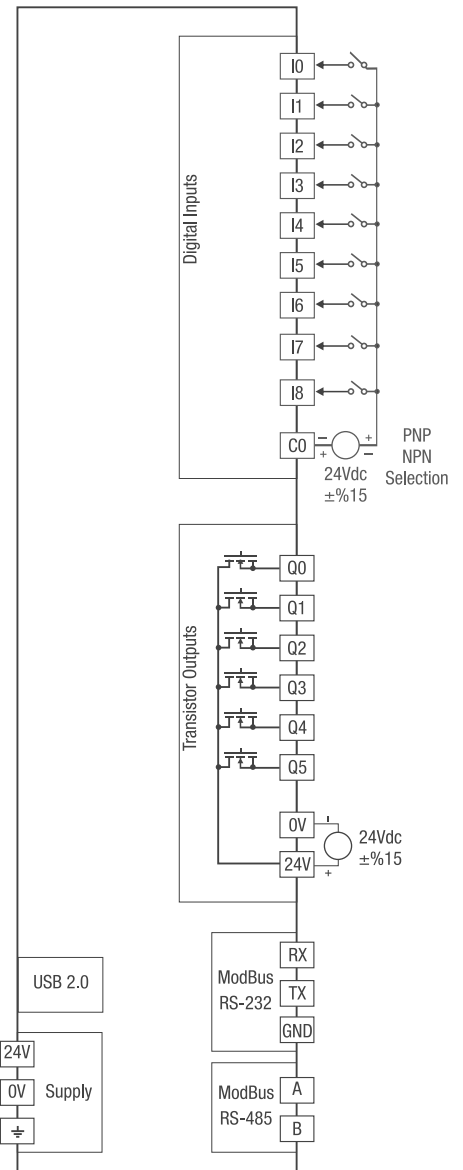 Digital Inputs
I0
I1
I2
I3
I4
I5
I6
I7
I8
C0
− +
+ −
24Vdc
±%15
PNP
NPN
Selection
Transistor Outputs
Q0
Q1
Q2
Q3
Q4
Q5
0V
-
24V
+
24Vdc
±%15
ModBus
RS-232
RX
TX
GND
USB 2.0
24V
0V
Supply
ModBus
RS-485
A
B